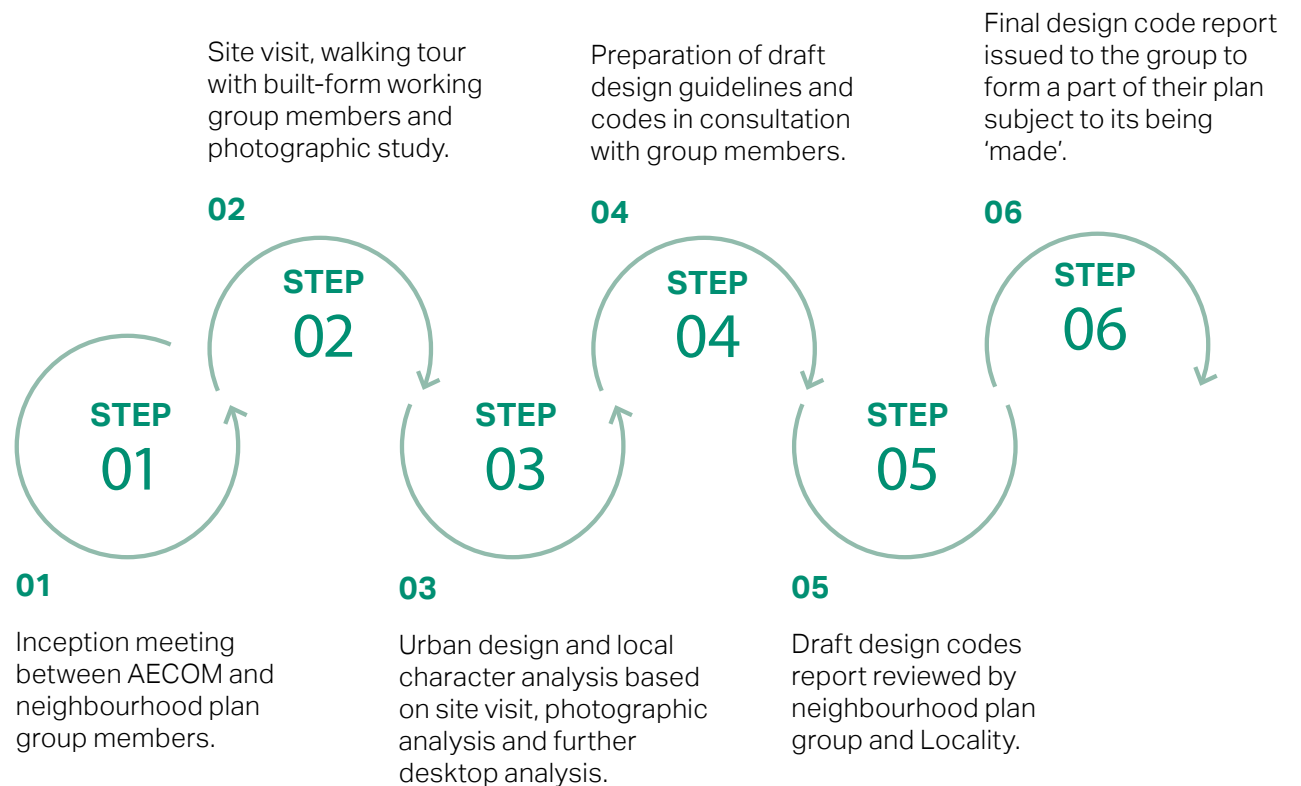 01
Inception meeting
between AECOM and
neighbourhood plan
group members.
STEP
01
Site visit, walking tour
with built-form working
group members and
photographic study.
02
STEP
02
STEP
03
03
Urban design and local
character analysis based
on site visit, photographic
analysis and further
desktop analysis.
Preparation of draft
design guidelines and
codes in consultation
with group members.
04
STEP
04
STEP
05
05
Draft design codes
report reviewed by
neighbourhood plan
group and Locality.
Final design code report
issued to the group to
form a part of their plan
subject to its being
‘made’.
06
STEP
06